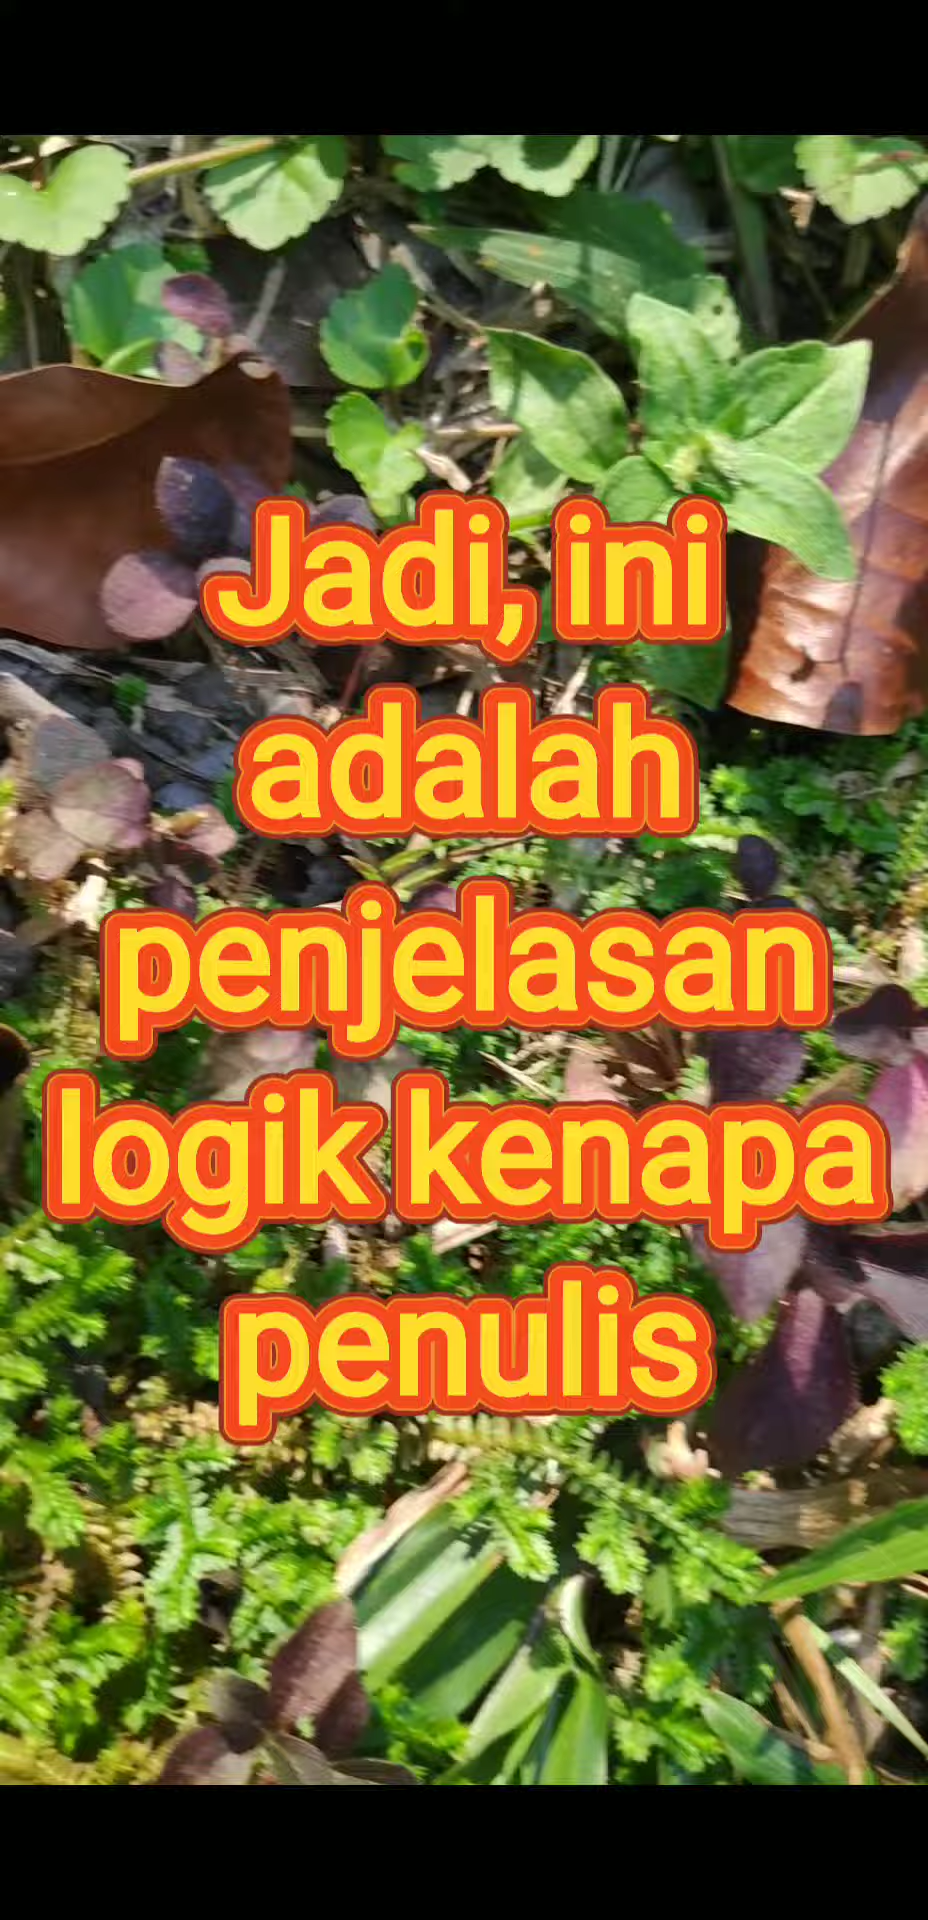 Jadi, ini
adalah
penjelasan
logik kenapa
penulis